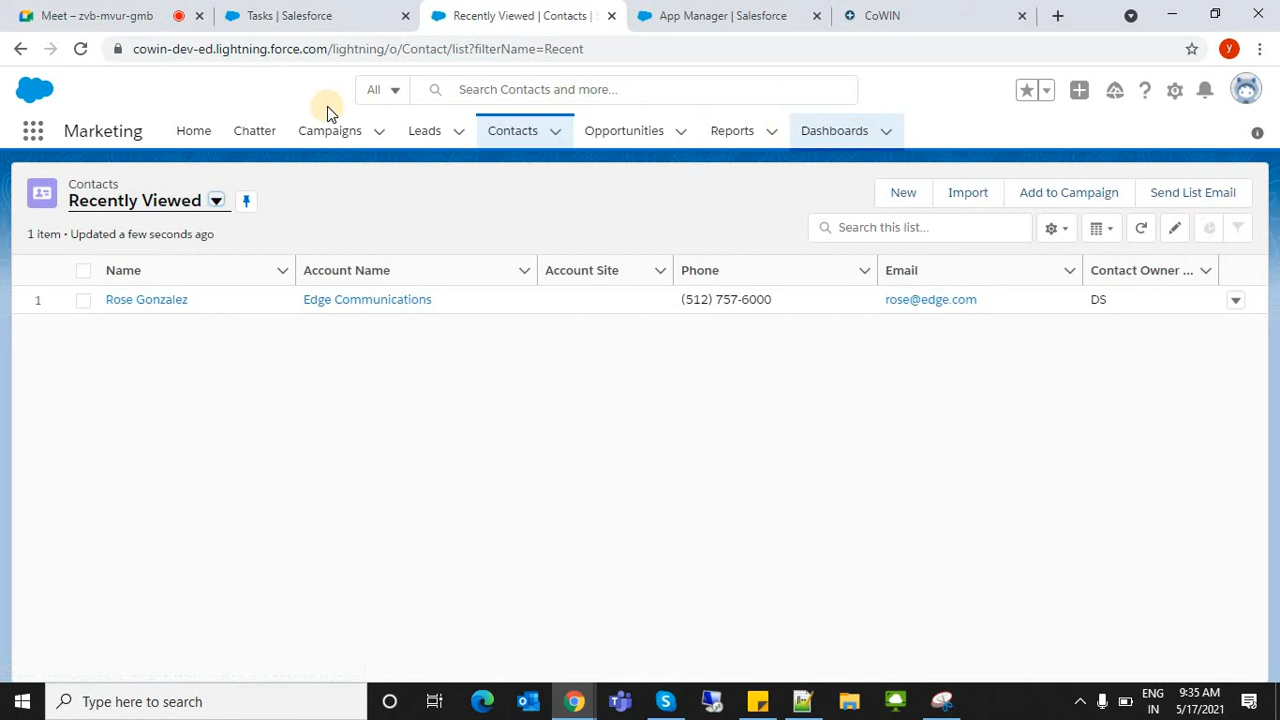 Meet – zvb-mvur-gmb
Tasks | Salesforce
Recently Viewed | Contacts | S
App Manager | Salesforce
CoWIN
cowin-dev-ed.lightning.force.com/lightning/o/Contact/list?filterName=Recent
y
All
Search Contacts and more...
Marketing
Home
Chatter
Campaigns
Leads
Contacts
Opportunities
Reports
Dashboards
Contacts
Recently Viewed
New
Import
Add to Campaign
Send List Email
1 item • Updated a few seconds ago
Search this list...
Name
Account Name
Account Site
Phone
Email
Contact Owner ...
1
Rose Gonzalez
Edge Communications
(512) 757-6000
rose@edge.com
DS
Type here to search
ENG
IN
9:35 AM
5/17/2021